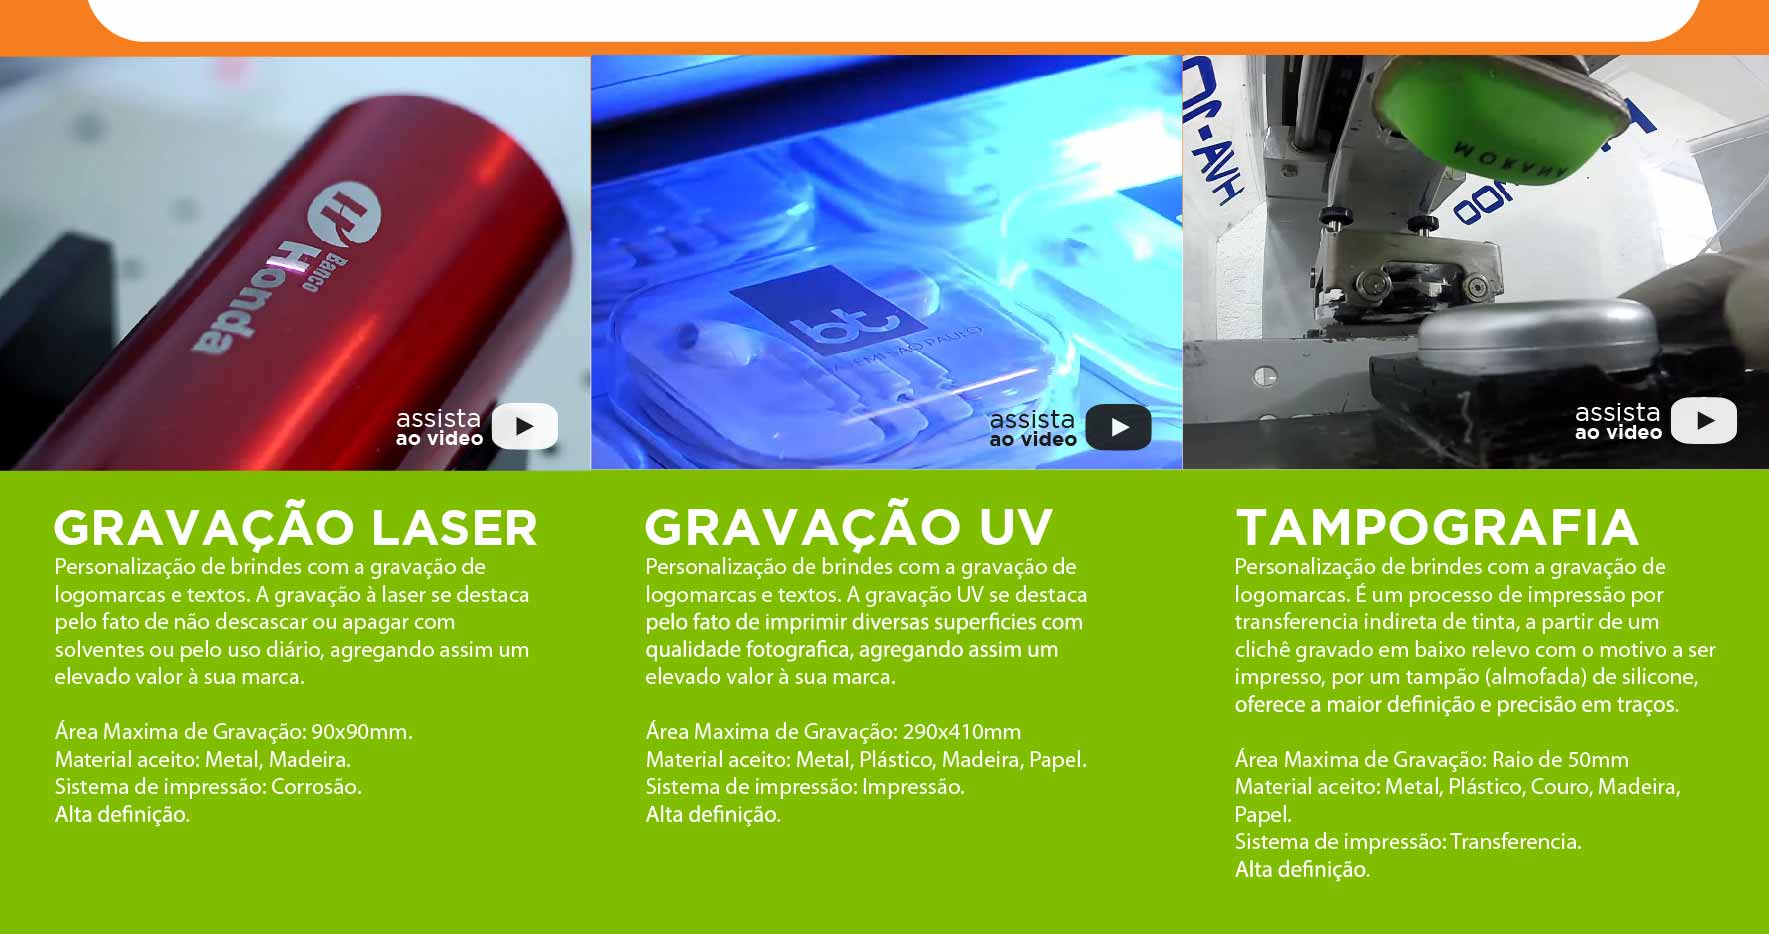 Banco
Honda
assista
ao video
bt
SÃO PAULO
assista
ao video
assista
ao video
GRAVAÇÃO LASER
Personalização de brindes com a gravação de
logomarcas e textos. A gravação à laser se destaca
pelo fato de não descascar ou apagar com
solventes ou pelo uso diário, agregando assim um
elevado valor à sua marca.
Área Maxima de Gravação: 90x90mm.
Material aceito: Metal, Madeira.
Sistema de impressão: Corrosão.
Alta definição.
GRAVAÇÃO UV
Personalização de brindes com a gravação de
logomarcas e textos. A gravação UV se destaca
pelo fato de imprimir diversas superficies com
qualidade fotografica, agregando assim um
elevado valor à sua marca.
Área Maxima de Gravação: 290x410mm
Material aceito: Metal, Plástico, Madeira, Papel.
Sistema de impressão: Impressão.
Alta definição.
TAMPOGRAFIA
Personalização de brindes com a gravação de
logomarcas. É um processo de impressão por
transferencia indireta de tinta, a partir de um
clichê gravado em baixo relevo com o motivo a ser
impresso, por um tampão (almofada) de silicone,
oferece a maior definição e precisão em traços.
Área Maxima de Gravação: Raio de 50mm
Material aceito: Metal, Plástico, Couro, Madeira,
Papel.
Sistema de impressão: Transferencia.
Alta definição.